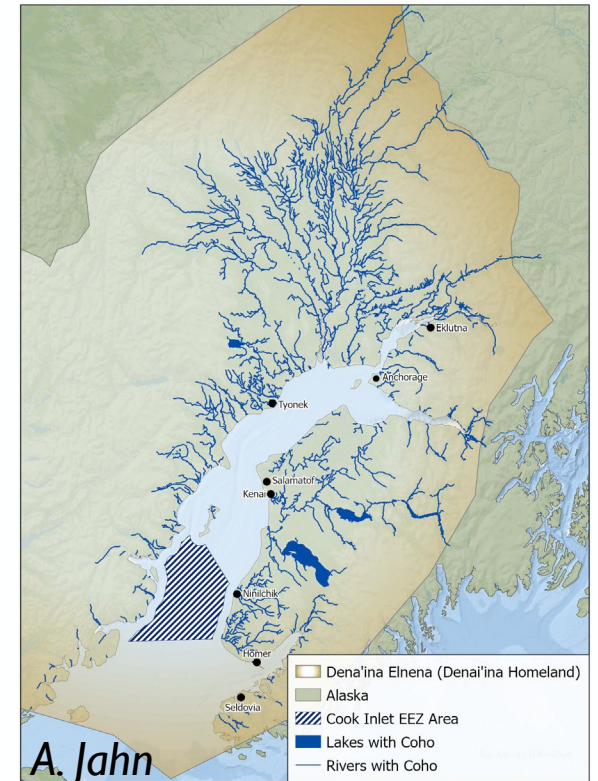 Eklutna
Anchorage
Tyonek
Salamatof
Kenai
Ninilchik
Homer
Seldovia
Dena'ina Elnena (Denai'ina Homeland)
Alaska
Cook Inlet EEZ Area
Lakes with Coho
Rivers with Coho
A. Jahn